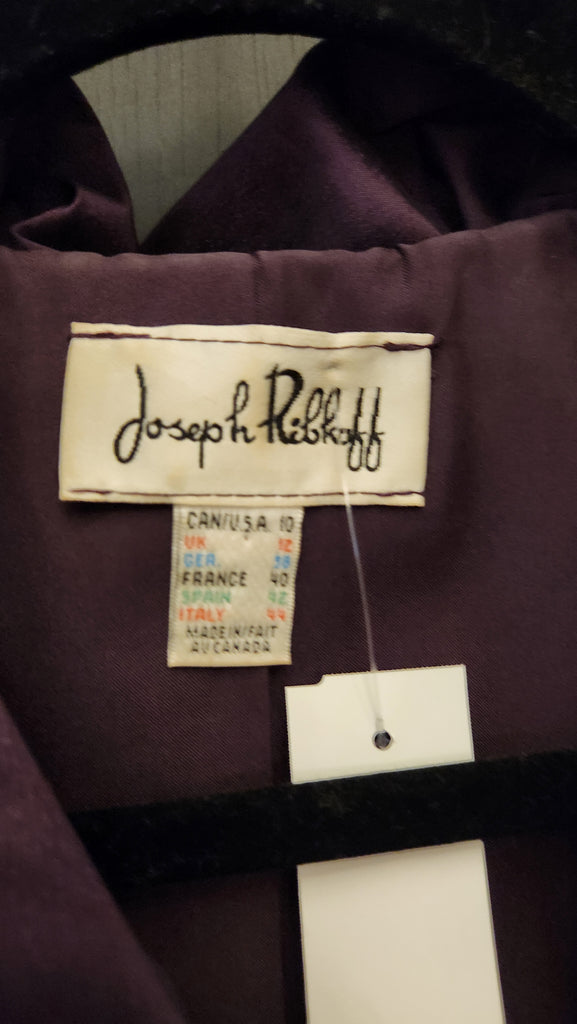 Joseph Ribkoff
CAN/U.S.A. 10
UK 12
GER. 38
FRANCE 40
SPAIN 42
ITALY 44
MADE IN/FAIT
AU CANADA